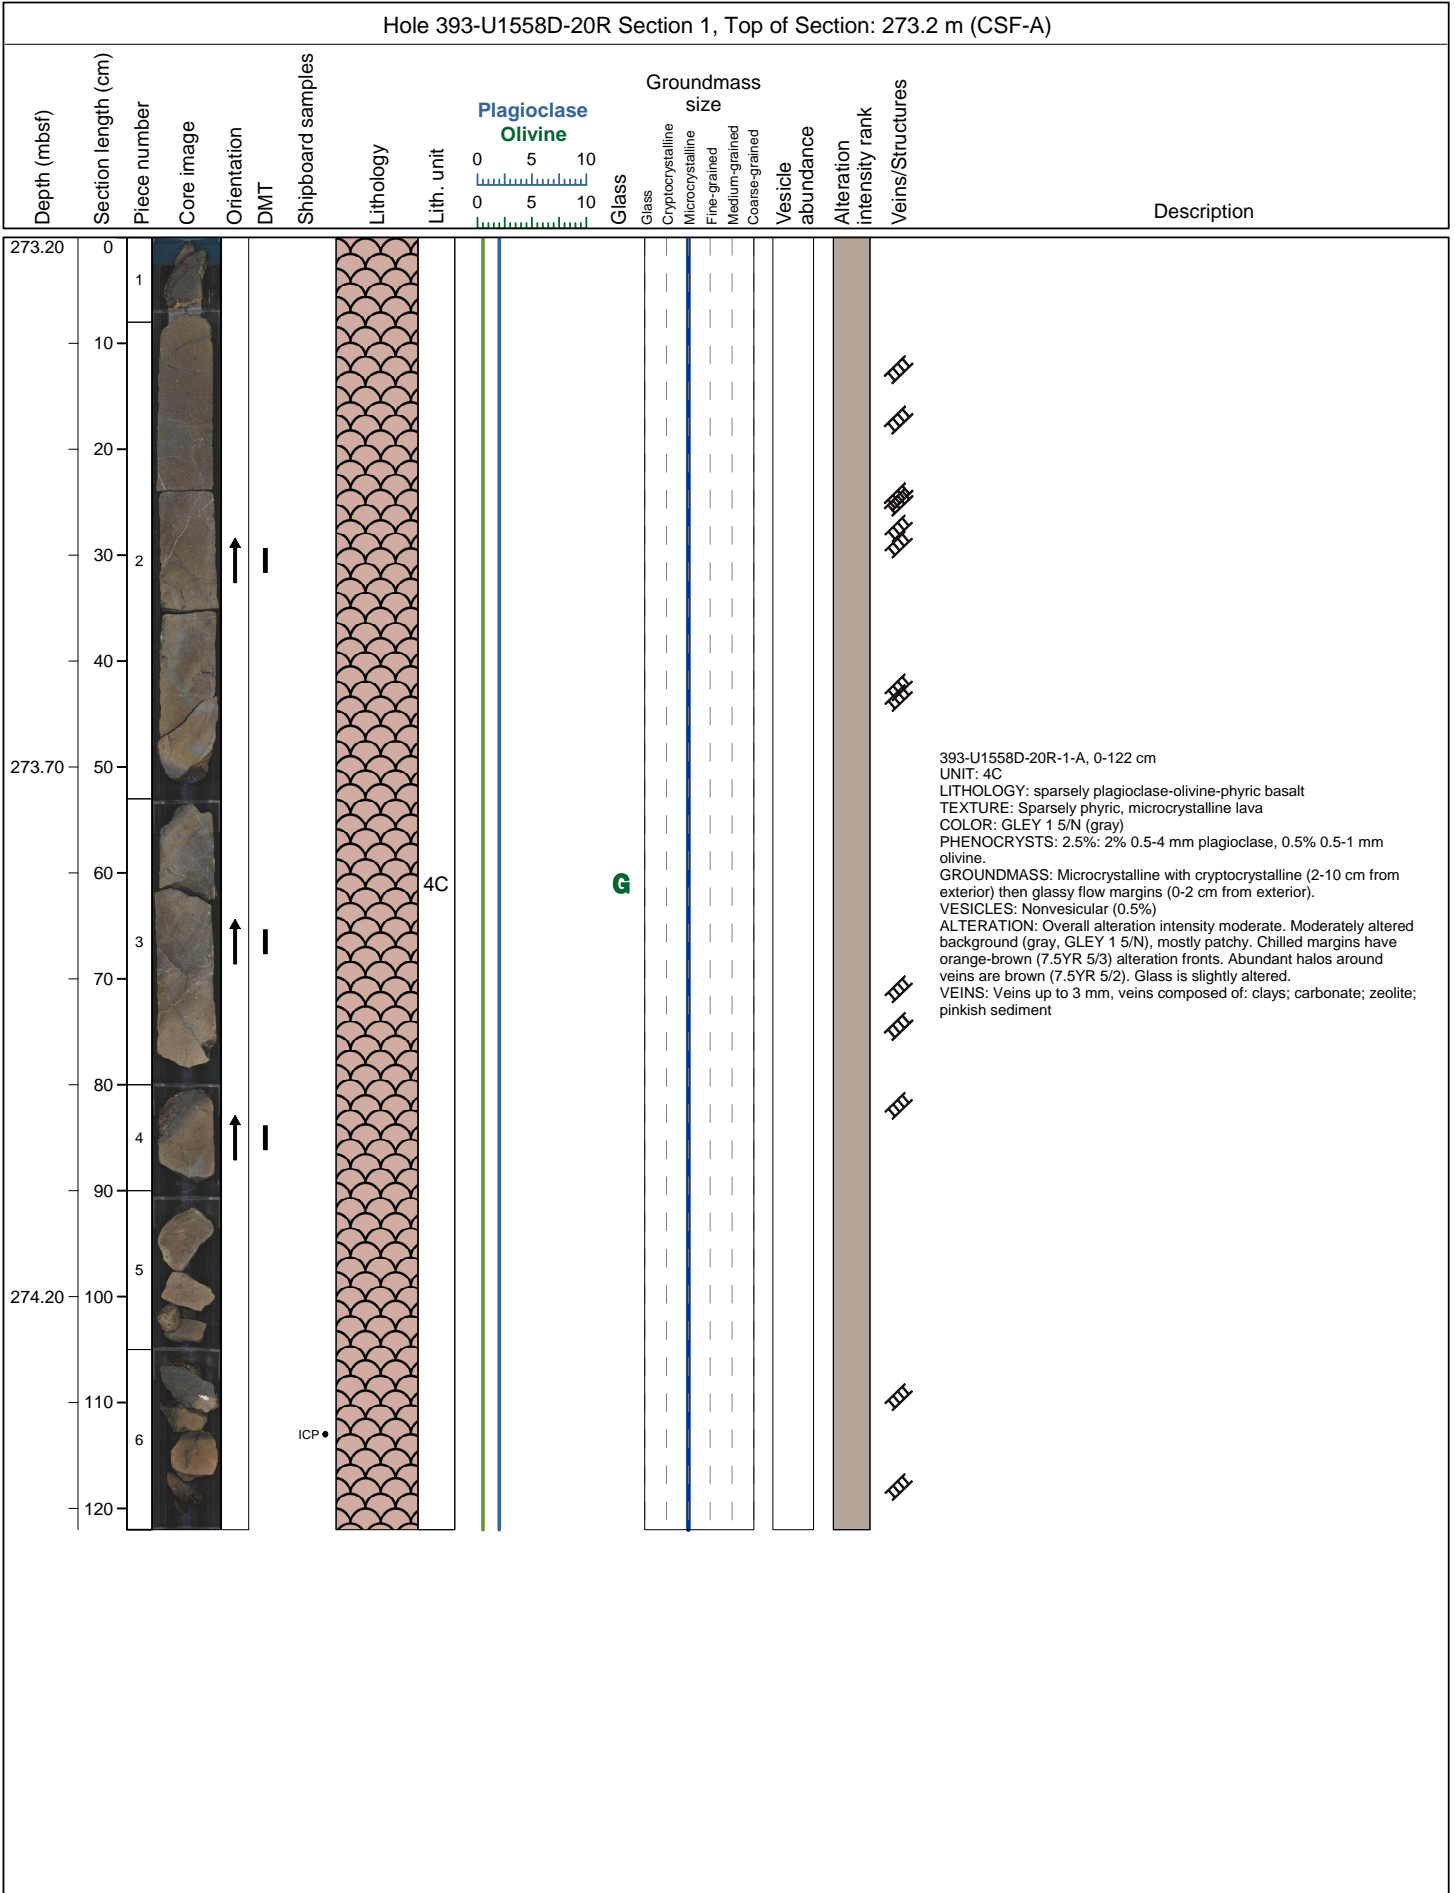 Hole 393-U1558D-20R Section 1, Top of Section: 273.2 m (CSF-A)
Depth (mbsf)
Section length (cm)
Piece number
Core image
Orientation
DMT
Shipboard samples
Lithology
Lith. unit
Plagioclase
Olivine
0 5 10
0 5 10
Glass
Groundmass
size
Glass
Cryptocrystalline
Microcrystalline
Fine-grained
Medium-grained
Coarse-grained
Vesicle
abundance
Alteration
intensity rank
Veins/Structures
Description
273.20
273.70
274.20
0
10
20
30
40
50
60
70
80
90
100
110
120
1
2
3
4
5
6
ICP
4C
G
393-U1558D-20R-1-A, 0-122 cm
UNIT: 4C
LITHOLOGY: sparsely plagioclase-olivine-phyric basalt
TEXTURE: Sparsely phyric, microcrystalline lava
COLOR: GLEY 1 5/N (gray)
PHENOCRYSTS: 2.5%: 2% 0.5-4 mm plagioclase, 0.5% 0.5-1 mm
olivine.
GROUNDMASS: Microcrystalline with cryptocrystalline (2-10 cm from
exterior) then glassy flow margins (0-2 cm from exterior).
VESICLES: Nonvesicular (0.5%)
ALTERATION: Overall alteration intensity moderate. Moderately altered
background (gray, GLEY 1 5/N), mostly patchy. Chilled margins have
orange-brown (7.5YR 5/3) alteration fronts. Abundant halos around
veins are brown (7.5YR 5/2). Glass is slightly altered.
VEINS: Veins up to 3 mm, veins composed of: clays; carbonate; zeolite;
pinkish sediment